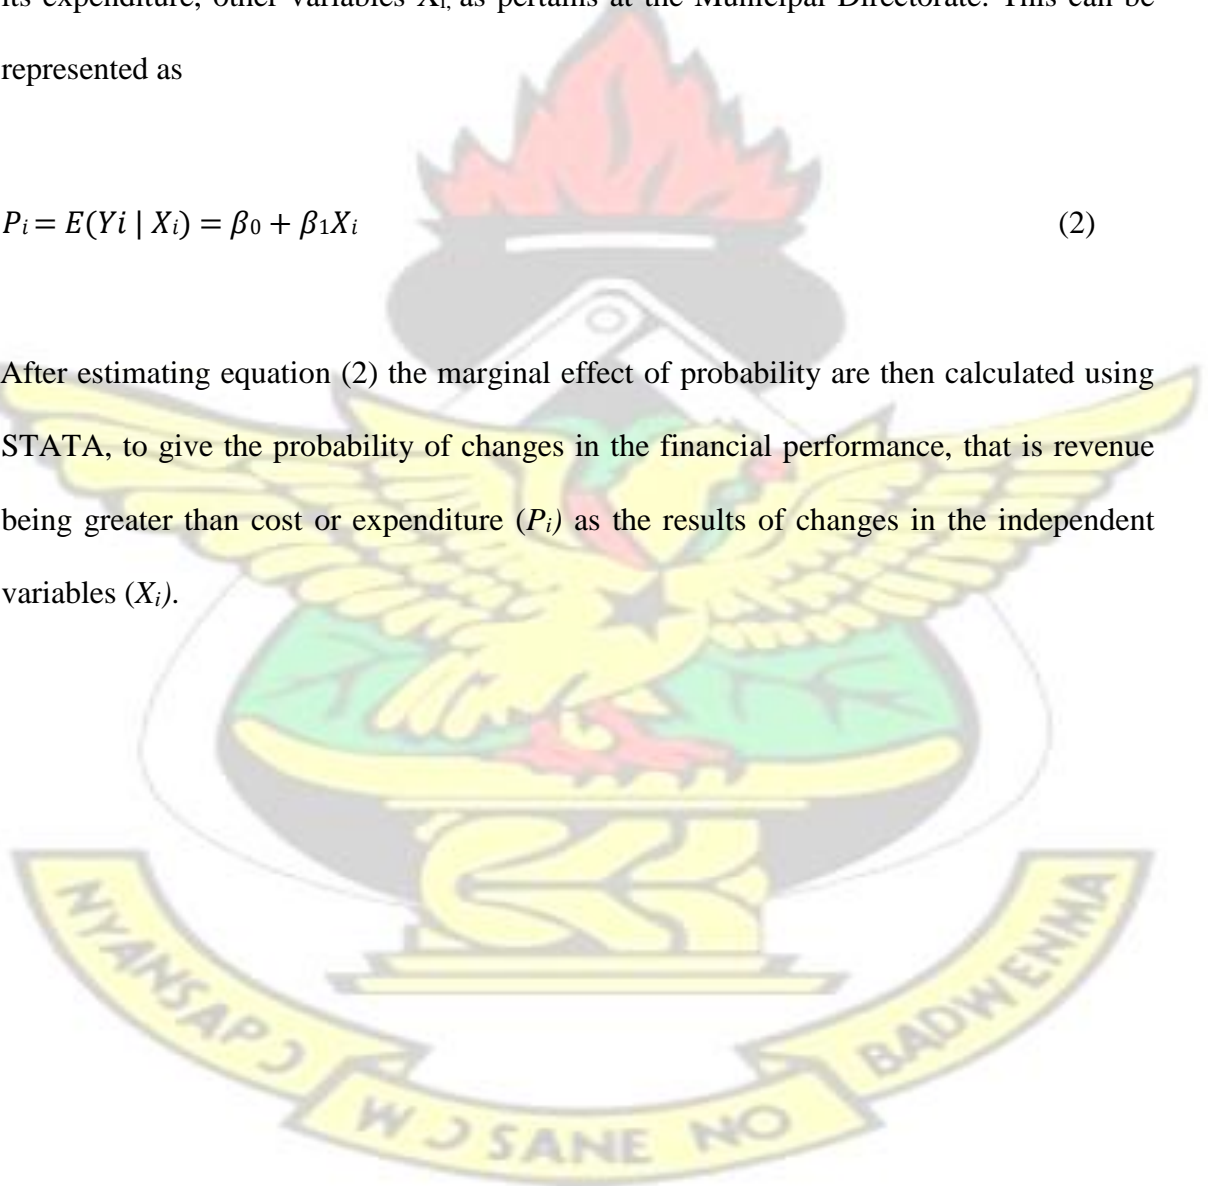 its expenditure, other variables Xi, as pertains at the Municipal Directorate. This can be
represented as
Pi = E(Yi | Xi) = β0 + β1Xi (2)
After estimating equation (2) the marginal effect of probability are then calculated using
STATA, to give the probability of changes in the financial performance, that is revenue
being greater than cost or expenditure (Pi) as the results of changes in the independent
variables (Xi).
NYANSAPƆ WƆSANE NO BADWENMA